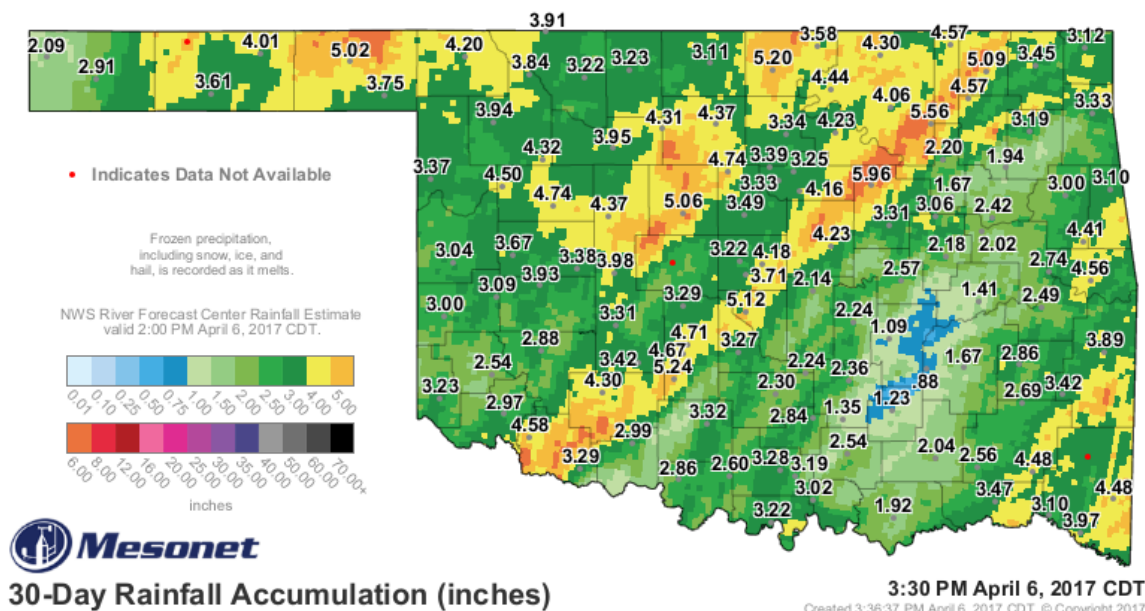 3.91
2.09 2.91 4.01 5.02 4.20 3.58 4.30 4.57 3.12
3.61 3.75 3.84 3.22 3.23 3.11 5.20 4.44 4.06 5.09 3.45
4.57 3.33
3.94 3.95 4.31 4.37 3.34 4.23 5.56 3.19
3.37 4.32 4.74 3.39 3.25 2.20 1.94
• Indicates Data Not Available
4.50 4.74 4.37 5.06 3.33 3.49 4.16 5.96 1.67 3.00 3.10
3.31 3.06 2.42
Frozen precipitation,
including snow, ice, and
hail, is recorded as it melts.
3.04 3.67 3.38 3.98 3.22 4.18 4.23 2.18 2.02 4.41
3.09 3.93 3.71 2.14 2.57 2.74 4.56
3.00 3.31 3.29 5.12 2.24 1.41 2.49
NWS River Forecast Center Rainfall Estimate
valid 2:00 PM April 6, 2017 CDT.
2.88 4.71 3.27 1.09
2.54 3.42 4.67 5.24 2.24 2.36 1.67 2.86 3.89
3.23 2.97 4.30 2.30 .88 1.23 2.69 3.42
0.01 0.10 0.25 0.50 0.75 1.00 1.50 2.00 2.50 3.00 4.00 5.00
4.58 2.99 3.32 2.84 1.35
3.29 2.86 2.60 3.28 3.19 2.54 2.04 2.56 4.48
3.02 3.47 4.48
3.22 1.92 3.10 3.97
6.00 8.00 12.00 16.00 20.00 25.00 30.00 35.00 40.00 50.00 60.00 70.00+
inches
Mesonet
30-Day Rainfall Accumulation (inches)
3:30 PM April 6, 2017 CDT
Created 3:36:37 PM April 6, 2017 CDT. © Copyright 2017